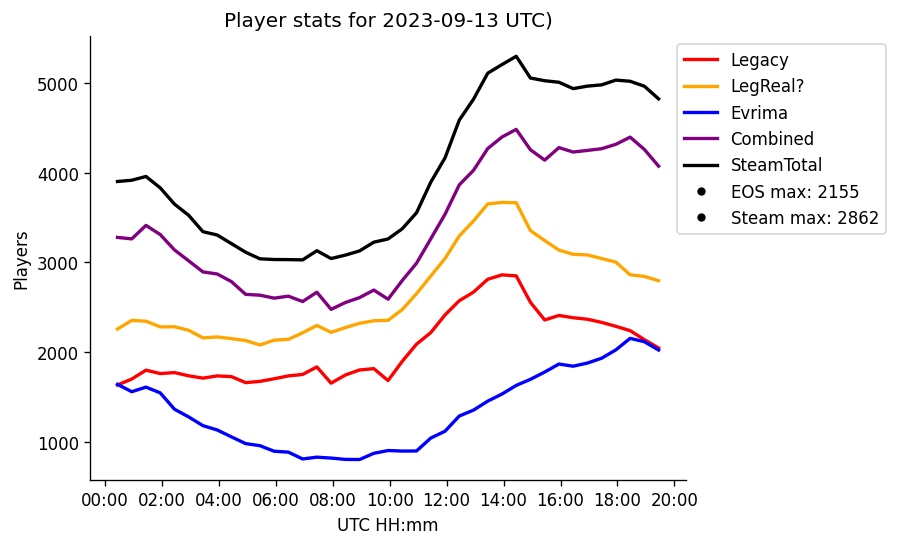 Player stats for 2023-09-13 UTC)
Legacy
LegReal?
Evrima
Combined
SteamTotal
EOS max: 2155
Steam max: 2862
Players
5000
4000
3000
2000
1000
00:00 02:00 04:00 06:00 08:00 10:00 12:00 14:00 16:00 18:00 20:00
UTC HH:mm